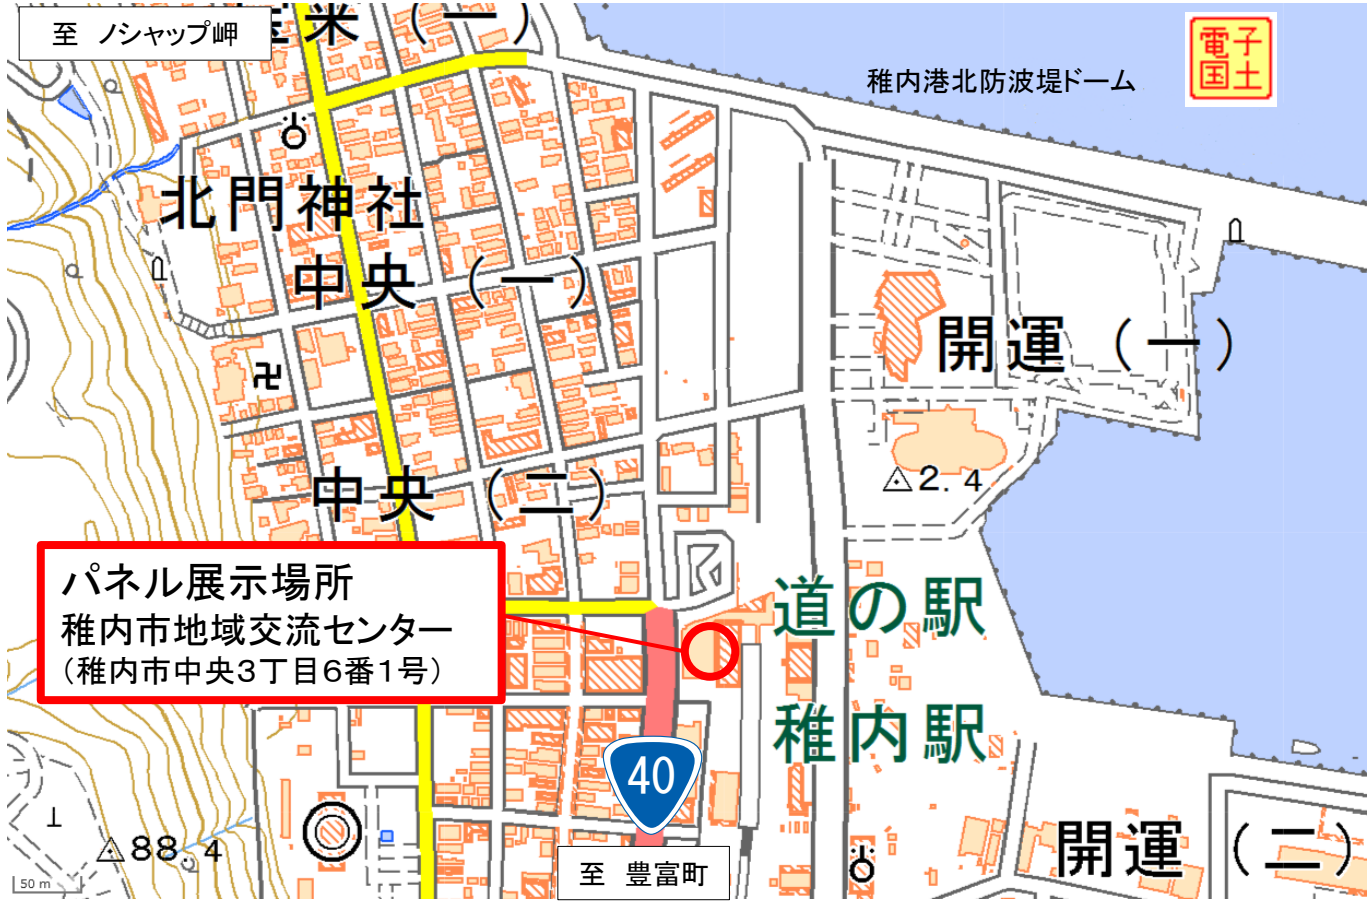 至 ノシャップ岬
来（一）
稚内港北防波堤ドーム
電子
国土
北門神社
中央（一）
開運（一）
2.4
中央（二）
パネル展示場所
稚内市地域交流センター
（稚内市中央3丁目6番1号）
道の駅
稚内駅
40
88.4
開運（二）
至 豊富町
50 m